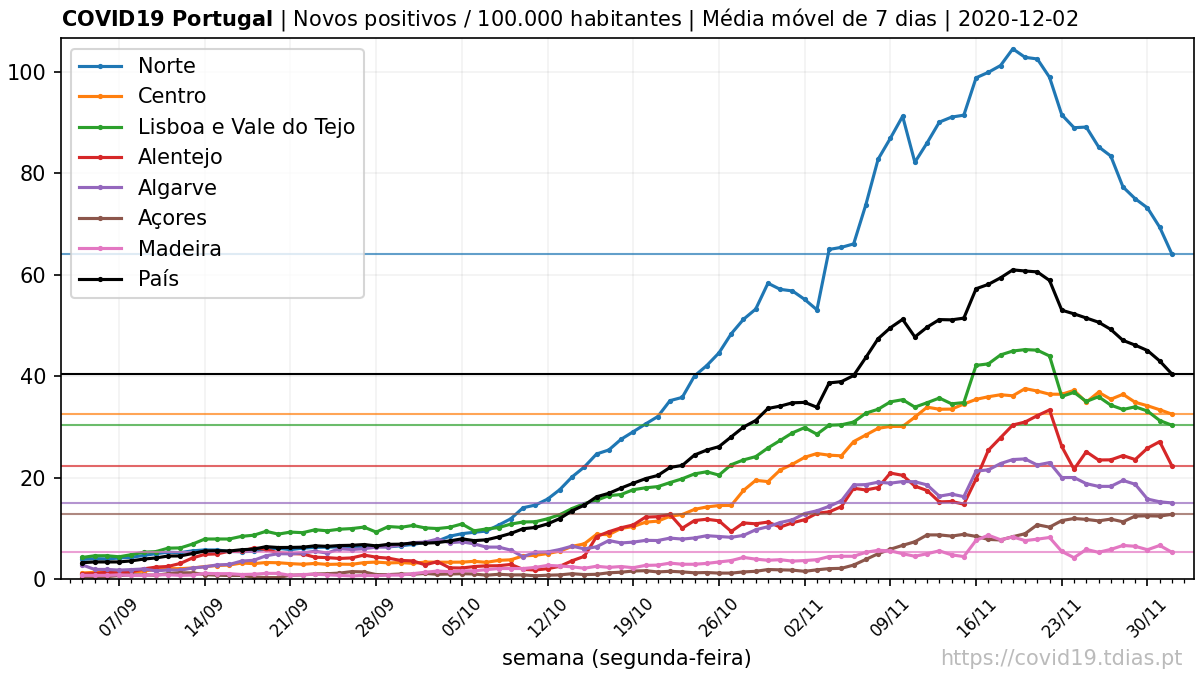 COVID19 Portugal | Novos positivos / 100.000 habitantes | Média móvel de 7 dias | 2020-12-02
100
80
60
40
20
0
Norte
Centro
Lisboa e Vale do Tejo
Alentejo
Algarve
Açores
Madeira
País
07/09
14/09
21/09
28/09
05/10
12/10
19/10
26/10
02/11
09/11
16/11
23/11
30/11
semana (segunda-feira)
https://covid19.tdias.pt